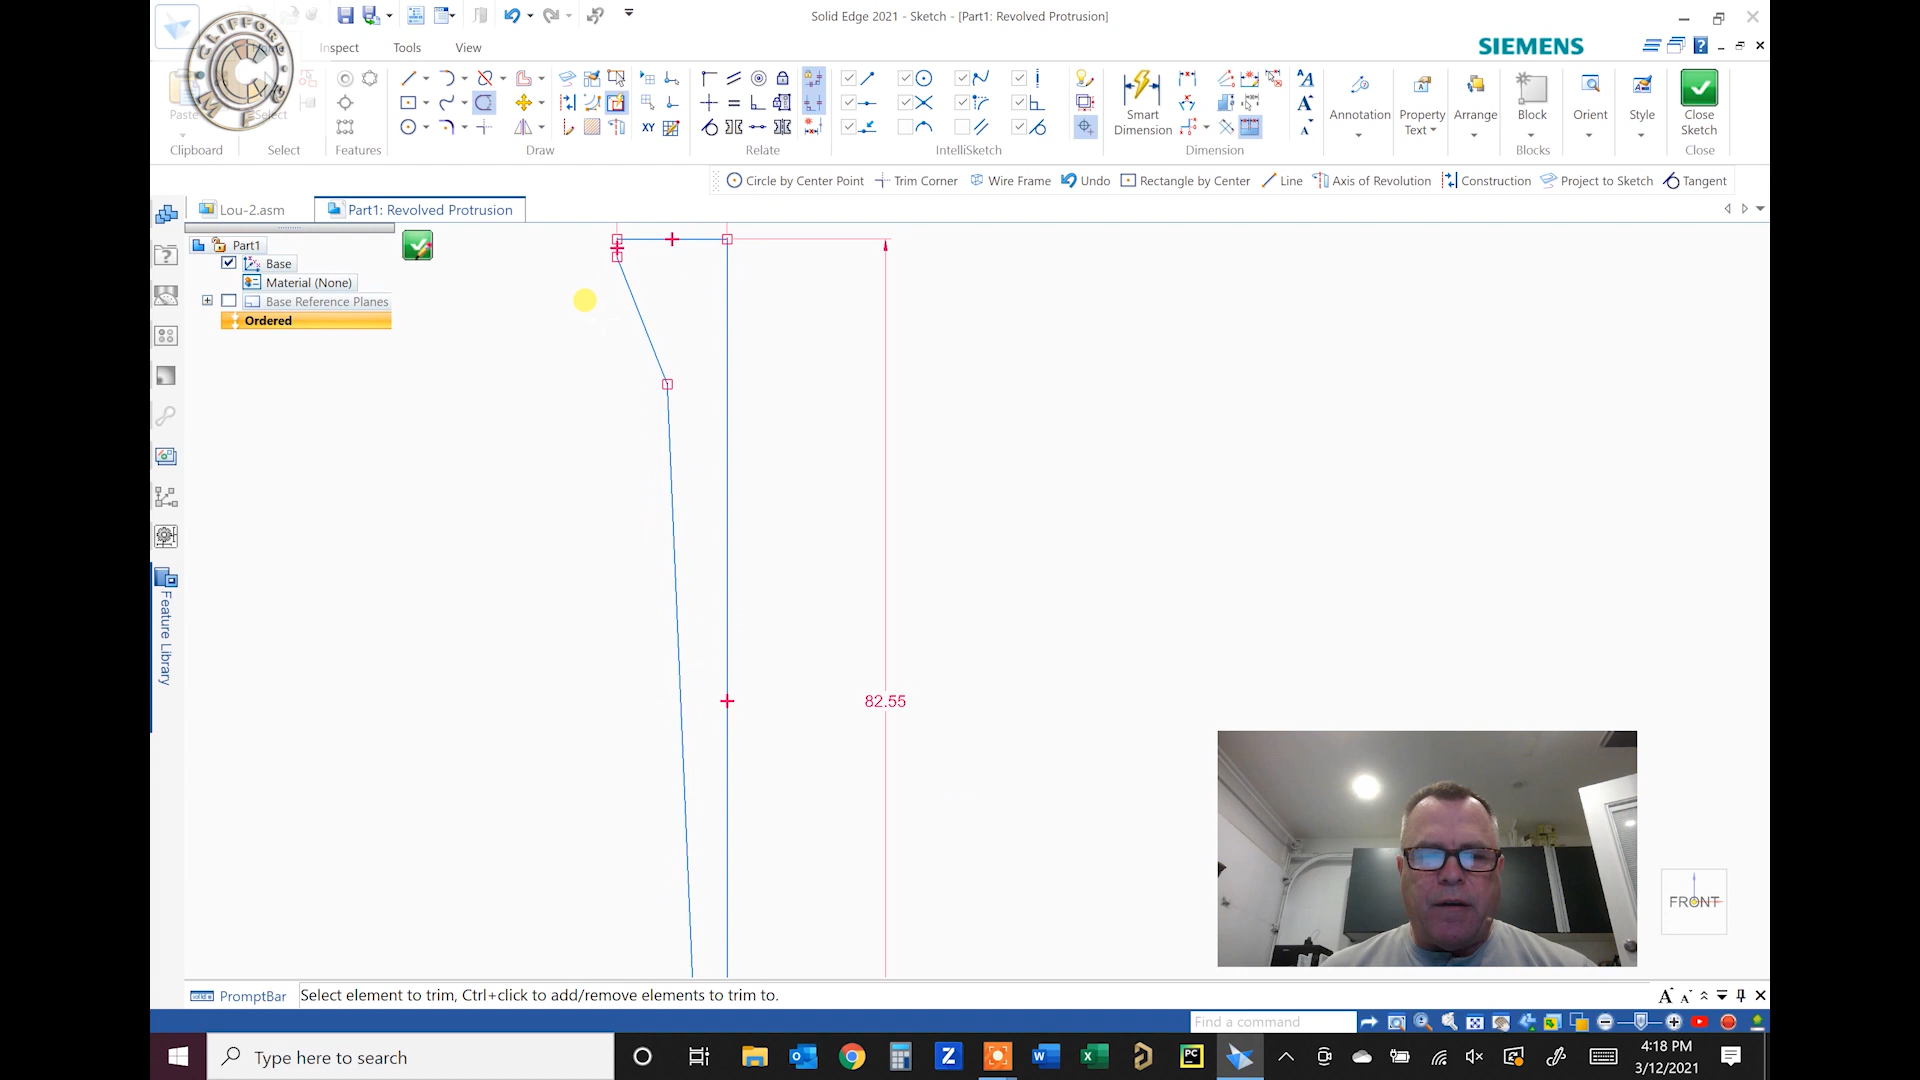 Solid Edge 2021 - Sketch - [Part1: Revolved Protrusion]
CLIFFORD
Inspect Tools View
SIEMENS
Paste Select
Smart Dimension
Annotation
Property Text
Arrange
Block
Orient
Style
Close Sketch
XY
Clipboard Select Features Draw Relate IntelliSketch Dimension Blocks Close
Circle by Center Point Trim Corner Wire Frame Undo Rectangle by Center Line Axis of Revolution Construction Project to Sketch Tangent
Lou-2.asm Part1: Revolved Protrusion
Part1
Base
Material (None)
Base Reference Planes
Ordered
Feature Library
82.55
FRONT
PromptBar Select element to trim, Ctrl+click to add/remove elements to trim to.
Find a command
Type here to search
4:18 PM
3/12/2021